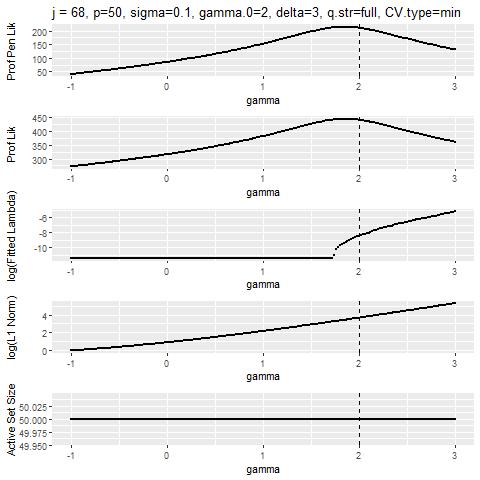 j = 68, p=50, sigma=0.1, gamma.0=2, delta=3, q.str=full, CV.type=min
Prof Pen Lik
200
150
100
50
-1 0 1 2 3
gamma
Prof Lik
450
400
350
300
-1 0 1 2 3
gamma
log(Fitted Lambda)
-6
-8
-10
-1 0 1 2 3
gamma
log(L1 Norm)
4
2
0
-1 0 1 2 3
gamma
Active Set Size
50.025
50.000
49.975
49.950
-1 0 1 2 3
gamma